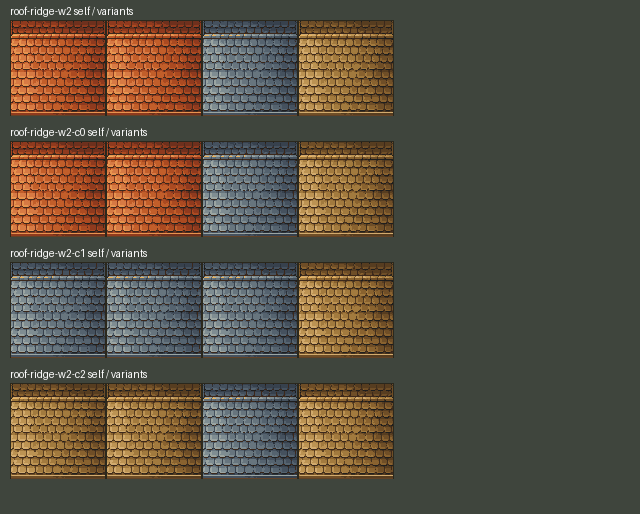 roof-ridge-w2 self / variants
roof-ridge-w2-c0 self / variants
roof-ridge-w2-c1 self / variants
roof-ridge-w2-c2 self / variants